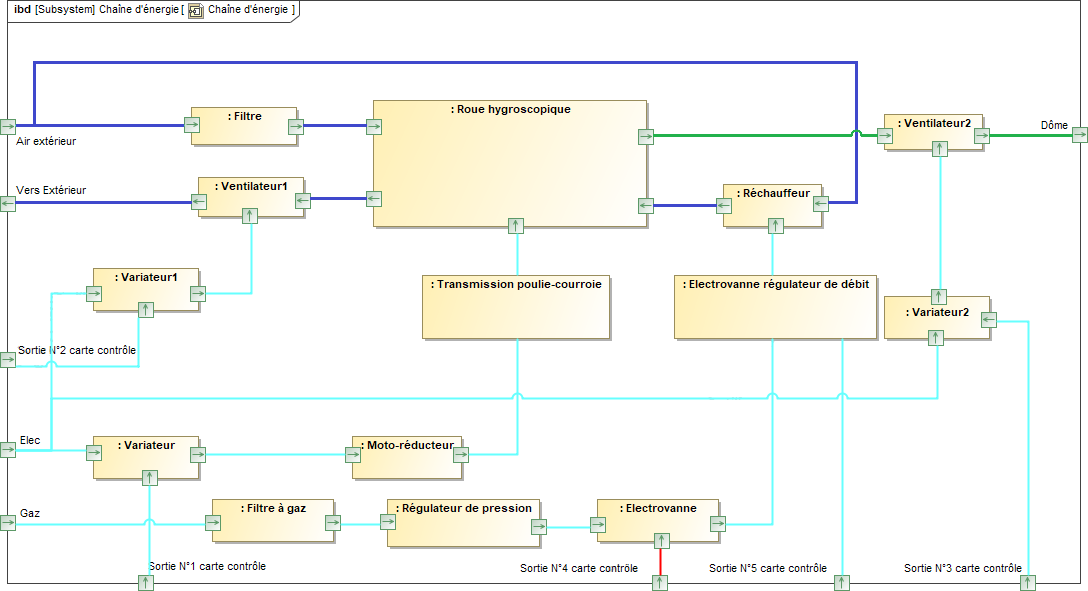 ibd [Subsystem] Chaîne d'énergie [ Chaîne d'énergie ]
: Filtre
: Roue hygroscopique
: Ventilateur2
Dôme
Air extérieur
Vers Extérieur
: Ventilateur1
: Réchauffeur
: Variateur1
: Transmission poulie-courroie
: Electrovanne régulateur de débit
: Variateur2
Sortie N°2 carte contrôle
Elec
: Variateur
: Moto-réducteur
Gaz
: Filtre à gaz
: Régulateur de pression
: Electrovanne
Sortie N°1 carte contrôle
Sortie N°4 carte contrôle
Sortie N°5 carte contrôle
Sortie N°3 carte contrôle